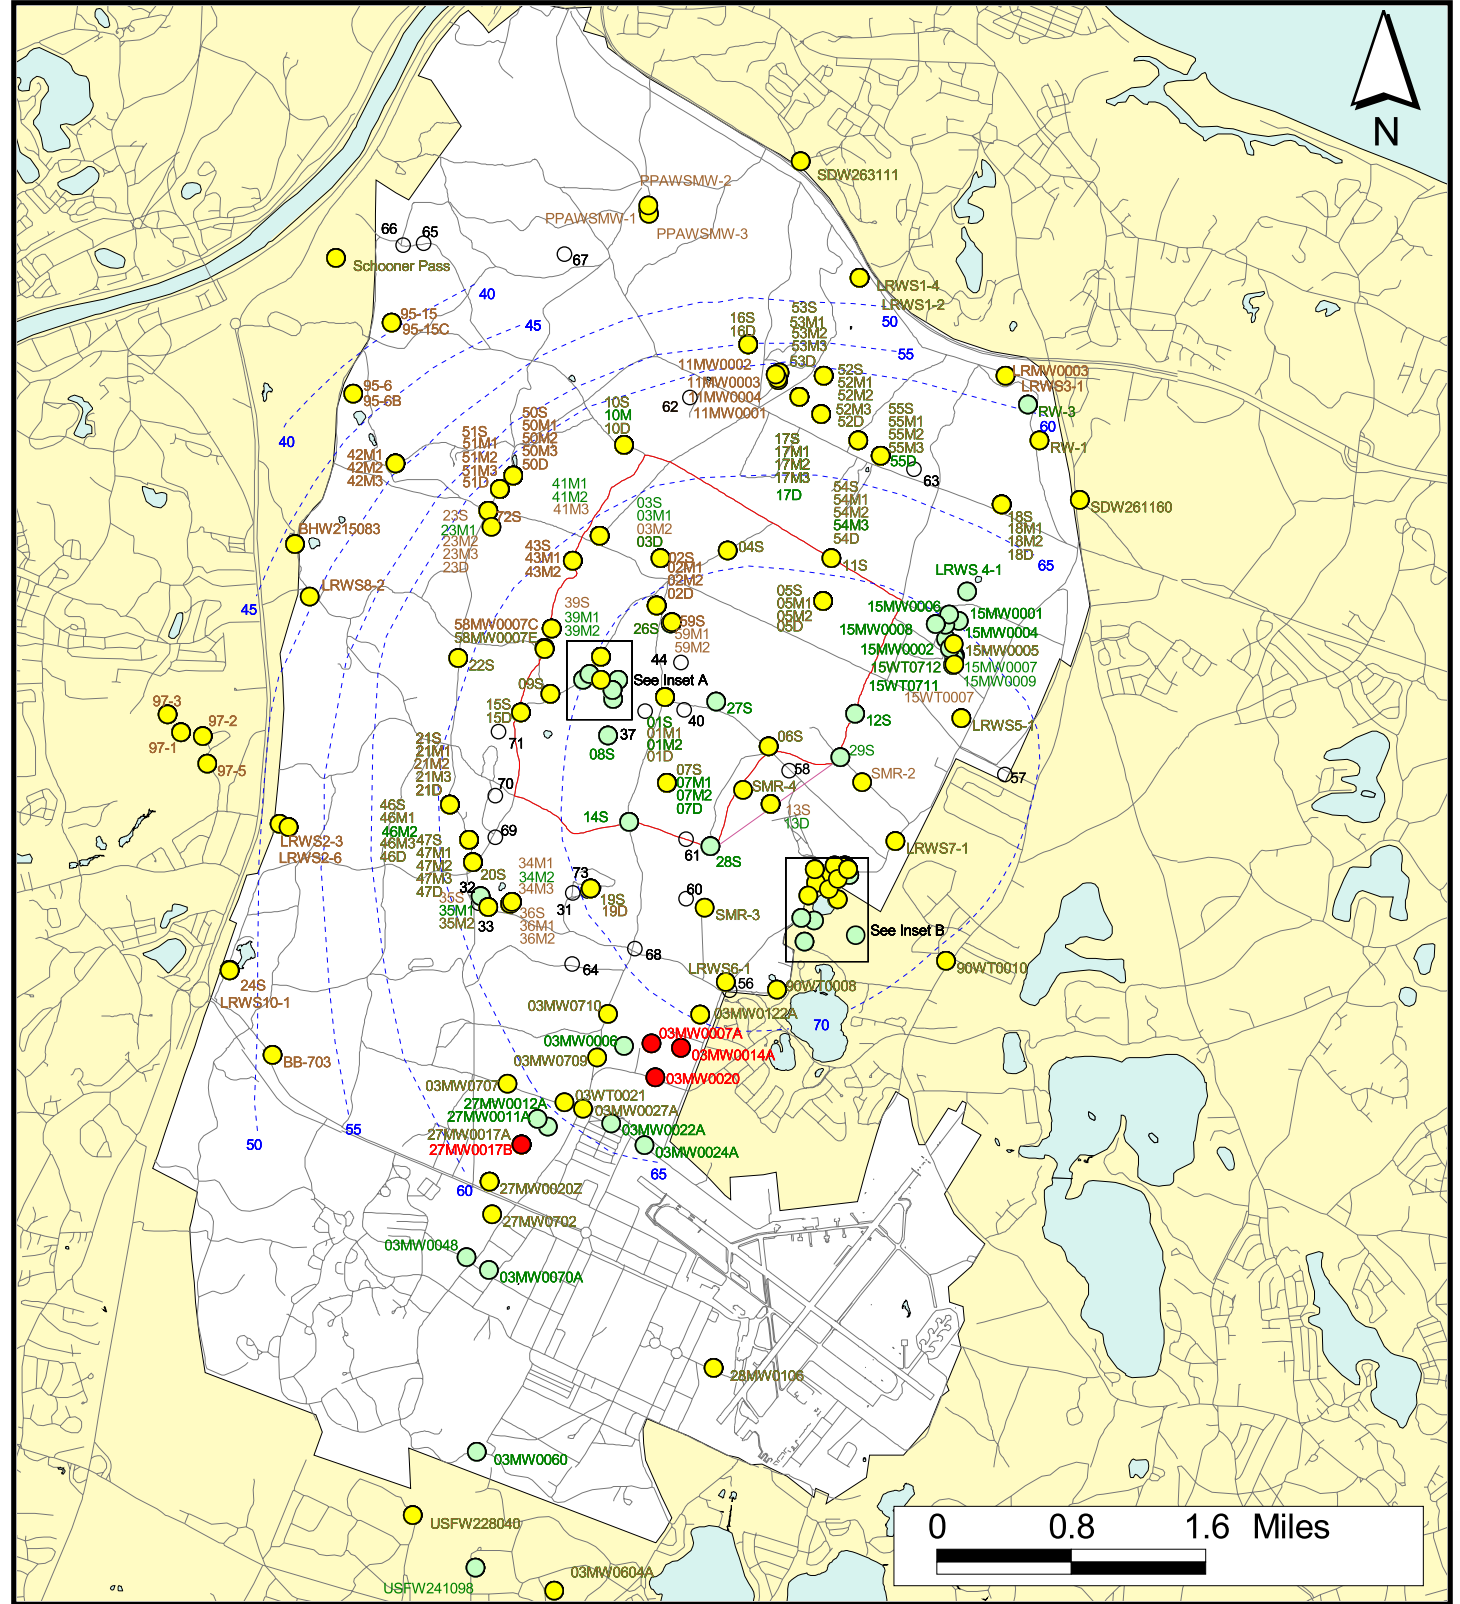 N
SDW263111
PPAWSMW-2
PPAWSMW-1
PPAWSMW-3
66
65
67
Schooner Pass
40
45
95-15
95-15C
LRWS1-4
LRWS1-2
50
55
16S
16D
53S
53M1
53M2
53M3
53D
11MW0002
11MW0003
11MW0004
11MW0001
62
52S
52M1
52M2
52M3
52D
LRMW0003
LRWS3-1
RW-3
60
RW-1
95-6
95-6B
40
10S
10M
10D
50S
50M1
50M2
50M3
50D
51S
51M1
51M2
51M3
51D
42M1
42M2
42M3
55S
55M1
55M2
55M3
55D
63
17S
17M1
17M2
17M3
17D
41M1
41M2
41M3
54S
54M1
54M2
54M3
54D
SDW261160
18S
18M1
18M2
18D
65
23S
23M1
23M2
23M3
23D
72S
03S
03M1
03M2
03D
BHW215083
43S
43M1
43M2
02S
02M1
02M2
02D
04S
11S
LRWS 4-1
LRWS8-2
45
39S
39M1
39M2
05S
05M1
05M2
05D
15MW0006
15MW0001
15MW0008
15MW0004
15MW0002
15MW0005
15WT0712
15MW0007
15WT0711
15MW0009
15WT0007
58MW0007C
58MW0007E
26S
59S
59M1
59M2
44
22S
See Inset A
09S
15S
15D
27S
40
12S
LRWS5-1
97-3
97-2
97-1
97-5
71
37
08S
01S
01M1
01M2
01D
06S
29S
58
SMR-2
57
21S
21M1
21M2
21M3
21D
70
07S
07M1
07M2
07D
SMR-4
13S
13D
46S
46M1
46M2
46M3
46D
47S
47M1
47M2
47M3
47D
69
14S
61
28S
LRWS7-1
LRWS2-3
LRWS2-6
20S
34M1
34M2
34M3
73
32
35S
35M1
35M2
33
31
19S
19D
60
SMR-3
36S
36M1
36M2
See Inset B
68
64
24S
LRWS10-1
LRWS6-1
56
90WT0008
90WT0010
03MW0710
03MW0122A
70
03MW0006
03MW0007A
03MW0014A
03MW0709
BB-703
03MW0020
03MW0707
03WT0021
27MW0012A
27MW0011A
03MW0027A
03MW0022A
27MW0017A
27MW0017B
03MW0024A
50
55
60
65
27MW0020Z
27MW0702
03MW0048
03MW0070A
28MW0106
03MW0060
USFW228040
USFW241098
03MW0604A
0 0.8 1.6 Miles